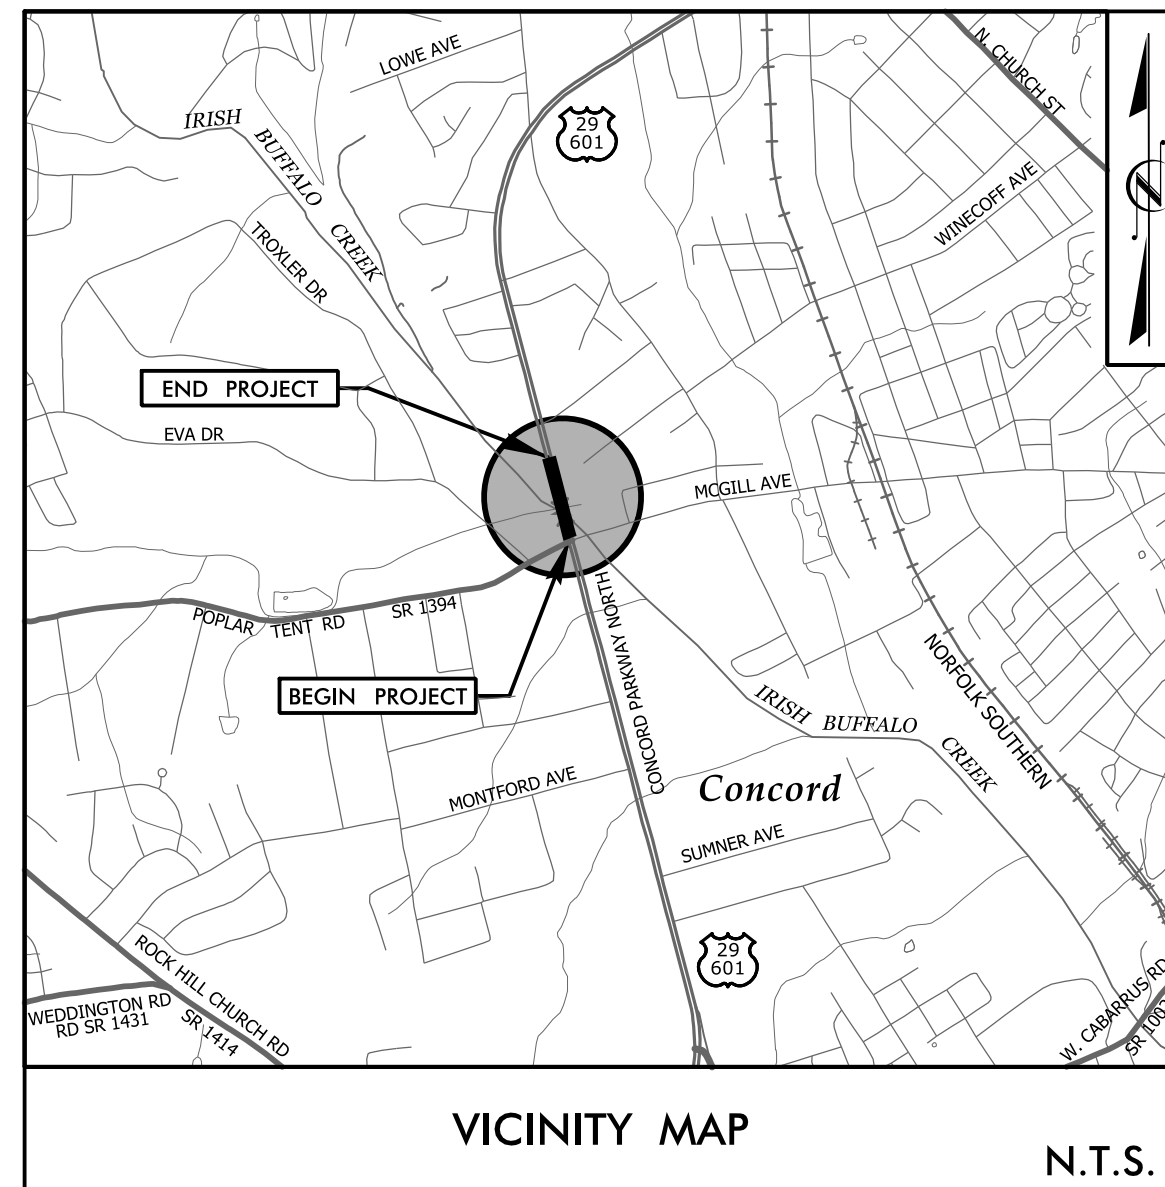 LOWE AVE
N. CHURCH ST
IRISH BUFFALO CREEK
29
601
WINECOFF AVE
TROXLER DR
END PROJECT
EVA DR
MCGILL AVE
POPLAR TENT RD
SR 1394
CONCORD PARKWAY NORTH
BEGIN PROJECT
NORFOLK SOUTHERN
IRISH BUFFALO CREEK
MONTFORD AVE
Concord
SUMNER AVE
29
601
ROCK HILL CHURCH RD
SR 1414
WEDDINGTON RD
RD SR 1431
W. CABARRUS RD
VICINITY MAP
N.T.S.